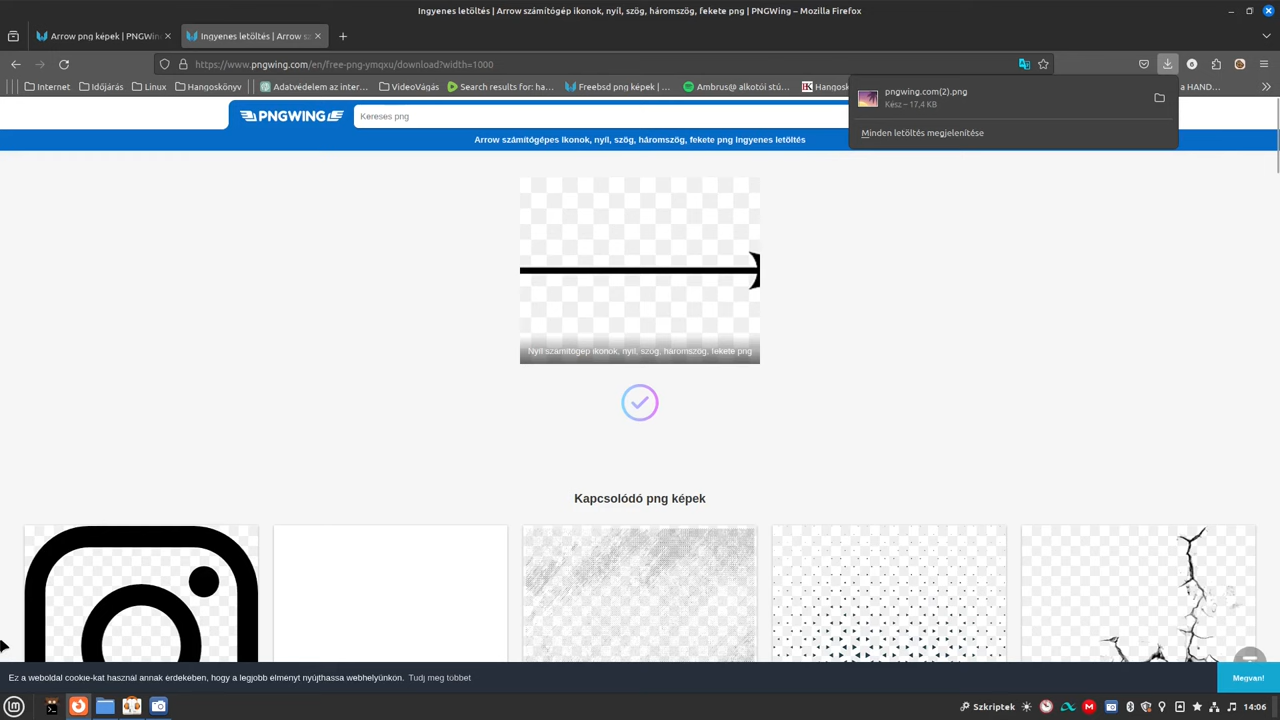 Ingyenes letöltés | Arrow számítógép ikonok, nyíl, szög, háromszög, fekete png | PNGWing – Mozilla Firefox
Arrow png képek | PNGWin
Ingyenes letöltés | Arrow sz
https://www.pngwing.com/en/free-png-ymqxu/download?width=1000
Internet
Időjárás
Linux
Hangoskönyv
Adatvédelem az inter…
VideoVágás
Search results for: ha…
Freebsd png képek | …
Ambrus@ alkotói stú…
Hangosk
HAND…
pngwing.com(2).png
Kész – 17,4 KB
Minden letöltés megjelenítése
PNGWING
Kereses png
Arrow számítógépes Ikonok, nyíl, szög, háromszög, fekete png Ingyenes letöltés
Nyíl számítógép ikonok, nyíl, szög, háromszög, fekete png
Kapcsolódó png képek
Ez a weboldal cookie-kat használ annak érdekében, hogy a legjobb élményt nyújthassa webhelyünkön. Tudj meg többet
Megvan!
Szkriptek
14:06